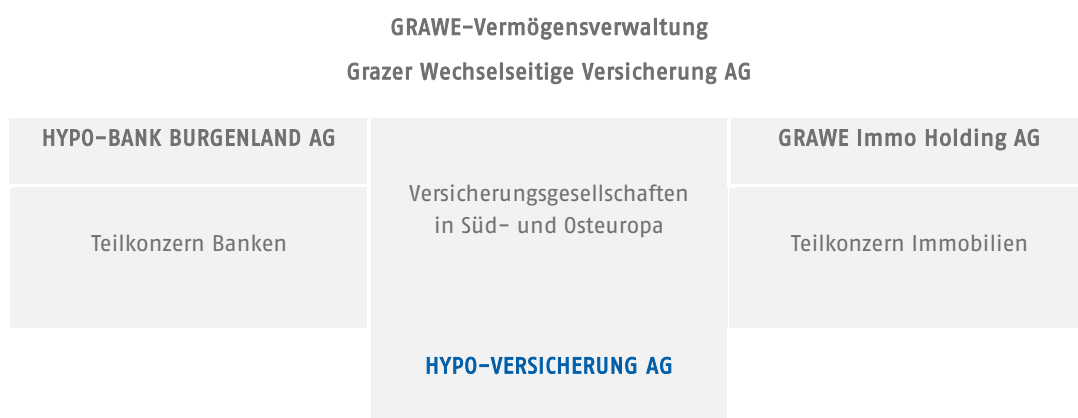 GRAWE-Vermögensverwaltung
Grazer Wechselseitige Versicherung AG
HYPO-BANK BURGENLAND AG
Teilkonzern Banken
Versicherungsgesellschaften
in Süd- und Osteuropa
HYPO-VERSICHERUNG AG
GRAWE Immo Holding AG
Teilkonzern Immobilien